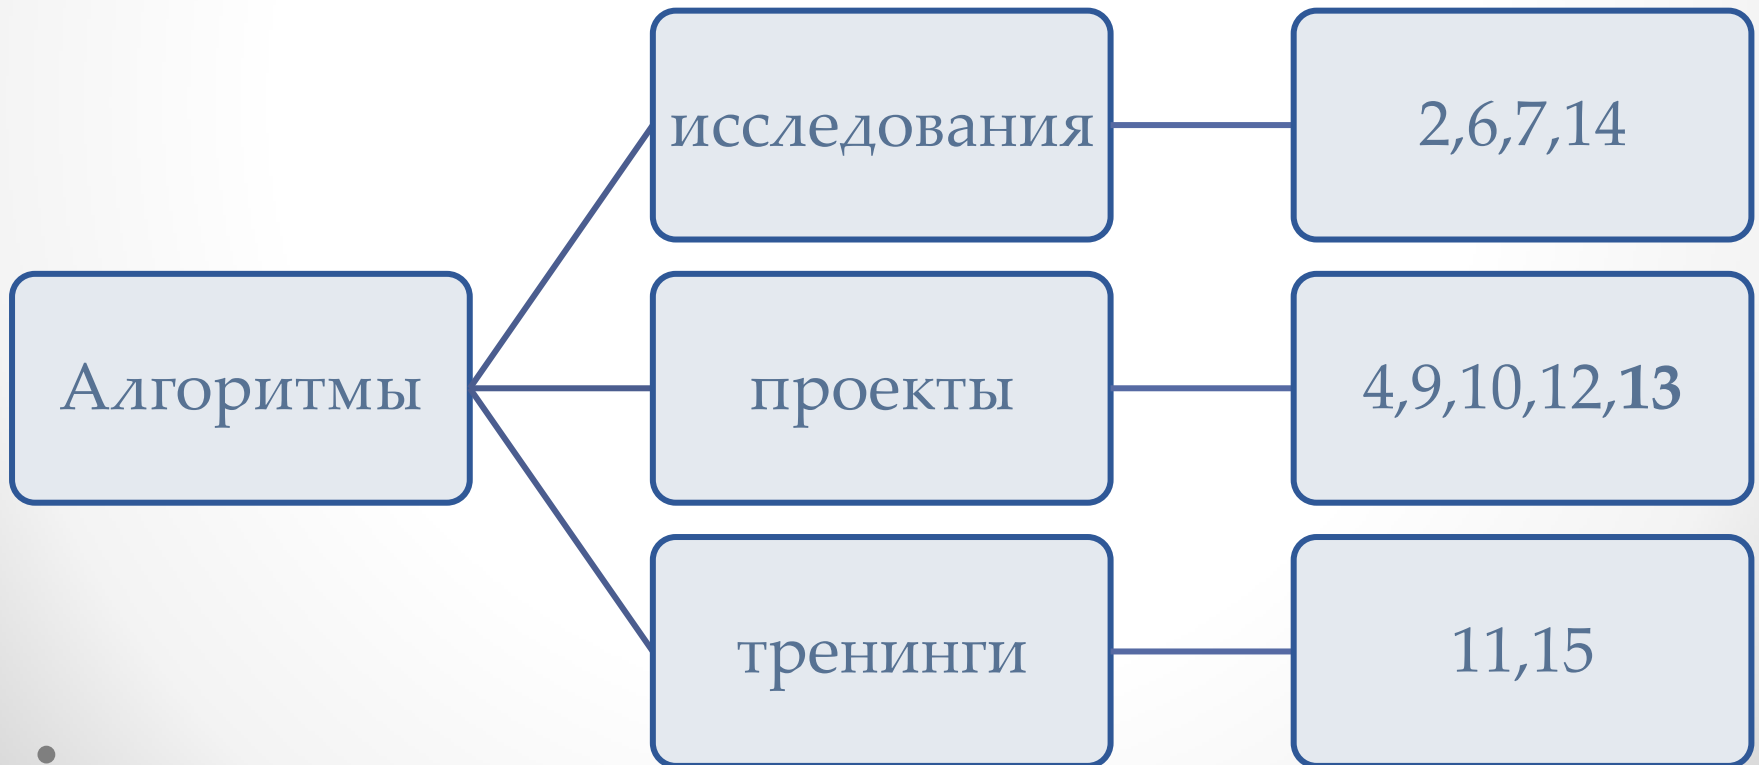 исследования
2,6,7,14
Алгоритмы
проекты
4,9,10,12,13
тренинги
11,15